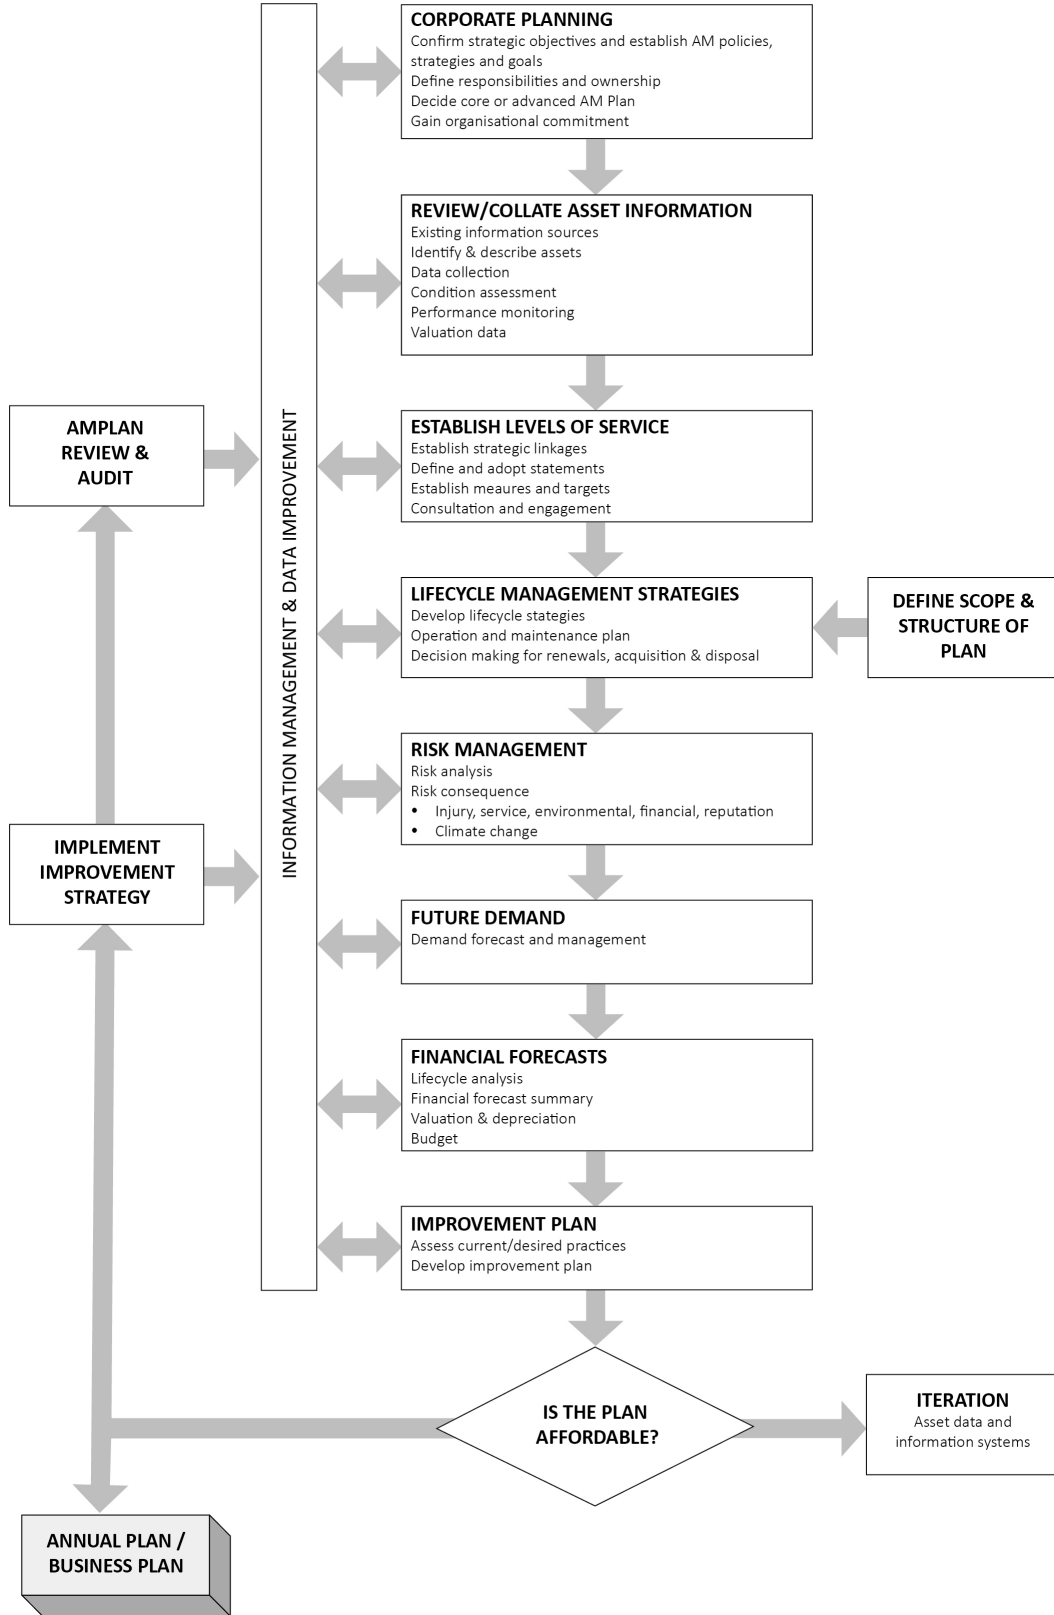 CORPORATE PLANNING
Confirm strategic objectives and establish AM policies,
strategies and goals
Define responsibilities and ownership
Decide core or advanced AM Plan
Gain organisational commitment
REVIEW/COLLATE ASSET INFORMATION
Existing information sources
Identify & describe assets
Data collection
Condition assessment
Performance monitoring
Valuation data
AMPLAN
REVIEW &
AUDIT
INFORMATION MANAGEMENT & DATA IMPROVEMENT
ESTABLISH LEVELS OF SERVICE
Establish strategic linkages
Define and adopt statements
Establish meaures and targets
Consultation and engagement
LIFECYCLE MANAGEMENT STRATEGIES
Develop lifecycle stategies
Operation and maintenance plan
Decision making for renewals, acquisition & disposal
DEFINE SCOPE &
STRUCTURE OF
PLAN
RISK MANAGEMENT
Risk analysis
Risk consequence
• Injury, service, environmental, financial, reputation
• Climate change
IMPLEMENT
IMPROVEMENT
STRATEGY
FUTURE DEMAND
Demand forecast and management
FINANCIAL FORECASTS
Lifecycle analysis
Financial forecast summary
Valuation & depreciation
Budget
IMPROVEMENT PLAN
Assess current/desired practices
Develop improvement plan
IS THE PLAN
AFFORDABLE?
ITERATION
Asset data and
information systems
ANNUAL PLAN /
BUSINESS PLAN